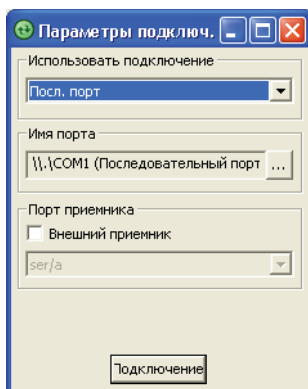 Параметры подключ.
Использовать подключение
Посл. порт
Имя порта
\\.\COM1 (Последовательный порт
...
Порт приемника
Внешний приемник
ser/a
Подключение